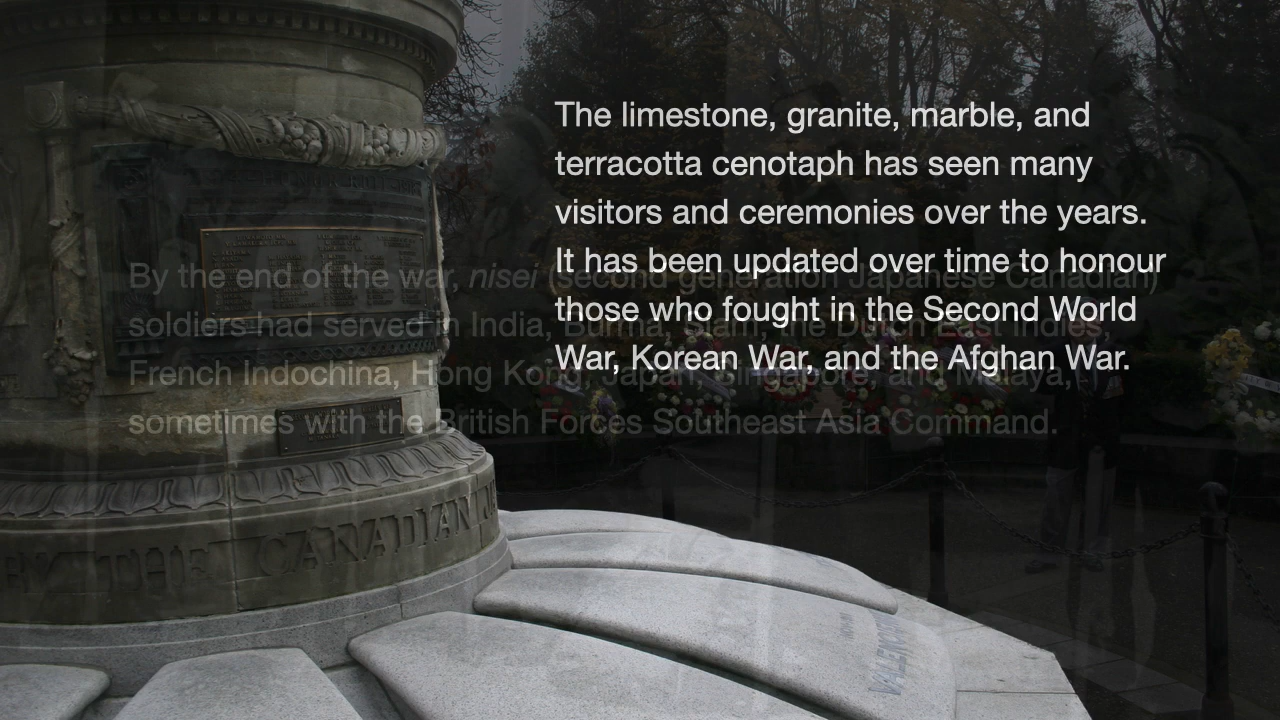 The limestone, granite, marble, and
terracotta cenotaph has seen many
visitors and ceremonies over the years.
It has been updated over time to honour
those who fought in the Second World
War, Korean War, and the Afghan War.
By the end of the war, nisei (second-generation Japanese Canadian)
soldiers had served in India, Burma, Siam, the Dutch East Indies,
French Indochina, Hong Kong, Japan, Singapore, and Malaya,
sometimes with the British Forces Southeast Asia Command.
BY THE CANADIAN